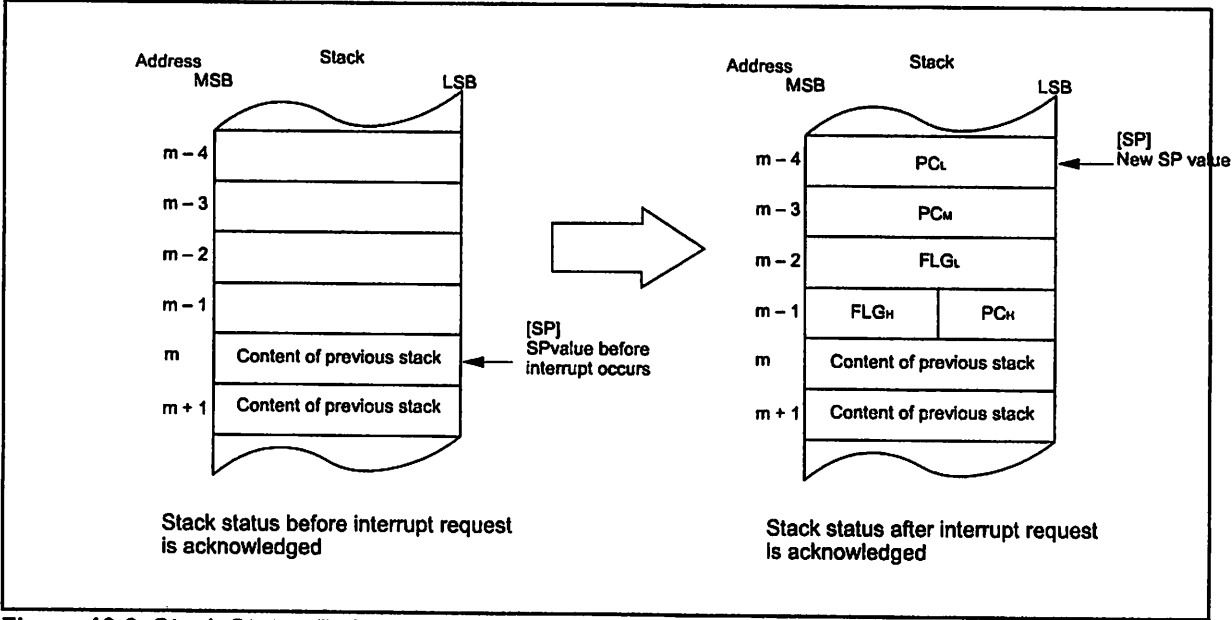 Address
MSB
Stack
LSB
m – 4
m – 3
m – 2
m – 1
m
Content of previous stack
m + 1
Content of previous stack
[SP]
SPvalue before
interrupt occurs
Stack status before interrupt request
is acknowledged
Address
MSB
Stack
LSB
m – 4
PCL
[SP]
New SP value
m – 3
PCM
m – 2
FLGL
m – 1
FLGH
PCH
m
Content of previous stack
m + 1
Content of previous stack
Stack status after interrupt request
is acknowledged